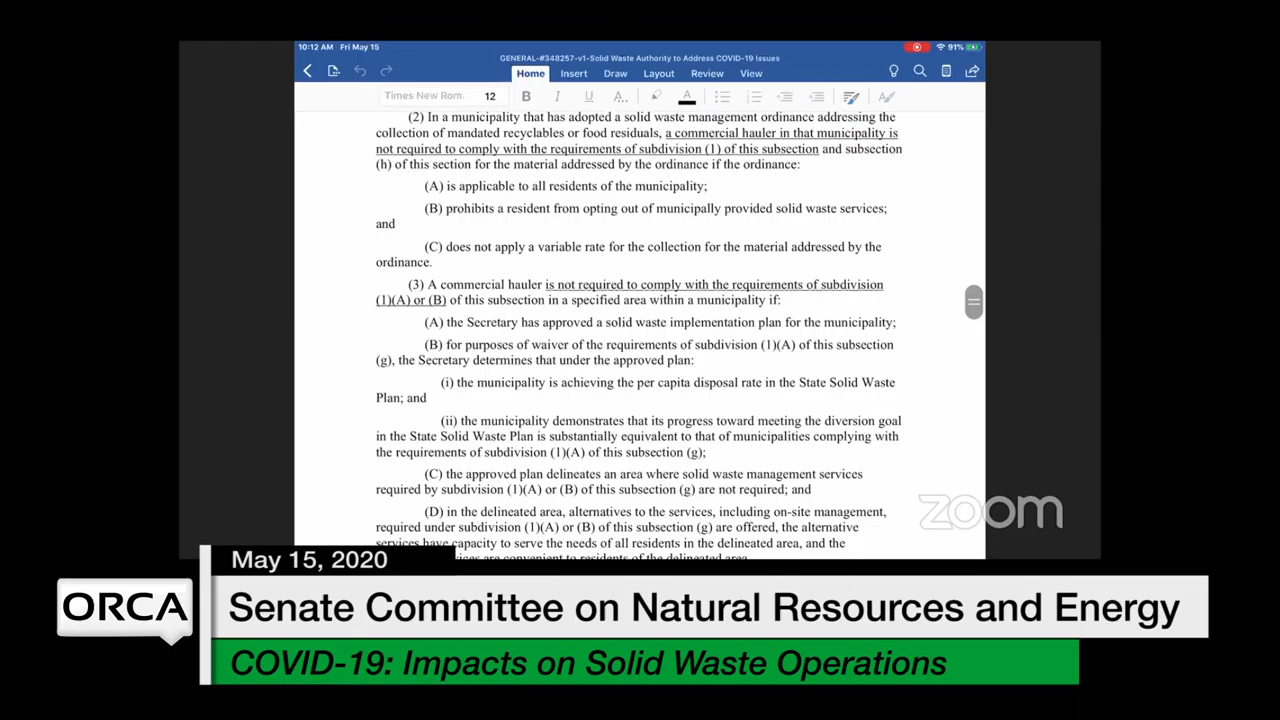 10:12 AM Fri May 15
91%
GENERAL-#348257-v1-Solid Waste Authority to Address COVID-19 Issues
Home Insert Draw Layout Review View
Times New Rom. 12 B I U A... A
(2) In a municipality that has adopted a solid waste management ordinance addressing the
collection of mandated recyclables or food residuals, a commercial hauler in that municipality is
not required to comply with the requirements of subdivision (1) of this subsection and subsection
(h) of this section for the material addressed by the ordinance if the ordinance:
(A) is applicable to all residents of the municipality;
(B) prohibits a resident from opting out of municipally provided solid waste services;
and
(C) does not apply a variable rate for the collection for the material addressed by the
ordinance.
(3) A commercial hauler is not required to comply with the requirements of subdivision
(1)(A) or (B) of this subsection in a specified area within a municipality if:
(A) the Secretary has approved a solid waste implementation plan for the municipality;
(B) for purposes of waiver of the requirements of subdivision (1)(A) of this subsection
(g), the Secretary determines that under the approved plan:
(i) the municipality is achieving the per capita disposal rate in the State Solid Waste
Plan; and
(ii) the municipality demonstrates that its progress toward meeting the diversion goal
in the State Solid Waste Plan is substantially equivalent to that of municipalities complying with
the requirements of subdivision (1)(A) of this subsection (g);
(C) the approved plan delineates an area where solid waste management services
required by subdivision (1)(A) or (B) of this subsection (g) are not required; and
(D) in the delineated area, alternatives to the services, including on-site management,
required under subdivision (1)(A) or (B) of this subsection (g) are offered, the alternative
services have capacity to serve the needs of all residents in the delineated area, and the
are convenient to residents of the delineated area
zoom
May 15, 2020
ORCA
Senate Committee on Natural Resources and Energy
COVID-19: Impacts on Solid Waste Operations